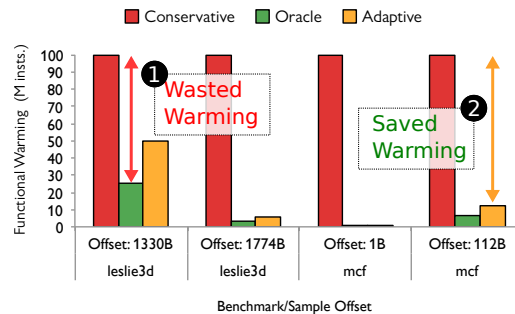 Conservative Oracle Adaptive
Functional Warming (M insts.)
100
90
80
70
60
50
40
30
20
10
0
1
Wasted
Warming
2
Saved
Warming
Offset: 1330B Offset: 1774B Offset: 1B Offset: 112B
leslie3d leslie3d mcf mcf
Benchmark/Sample Offset